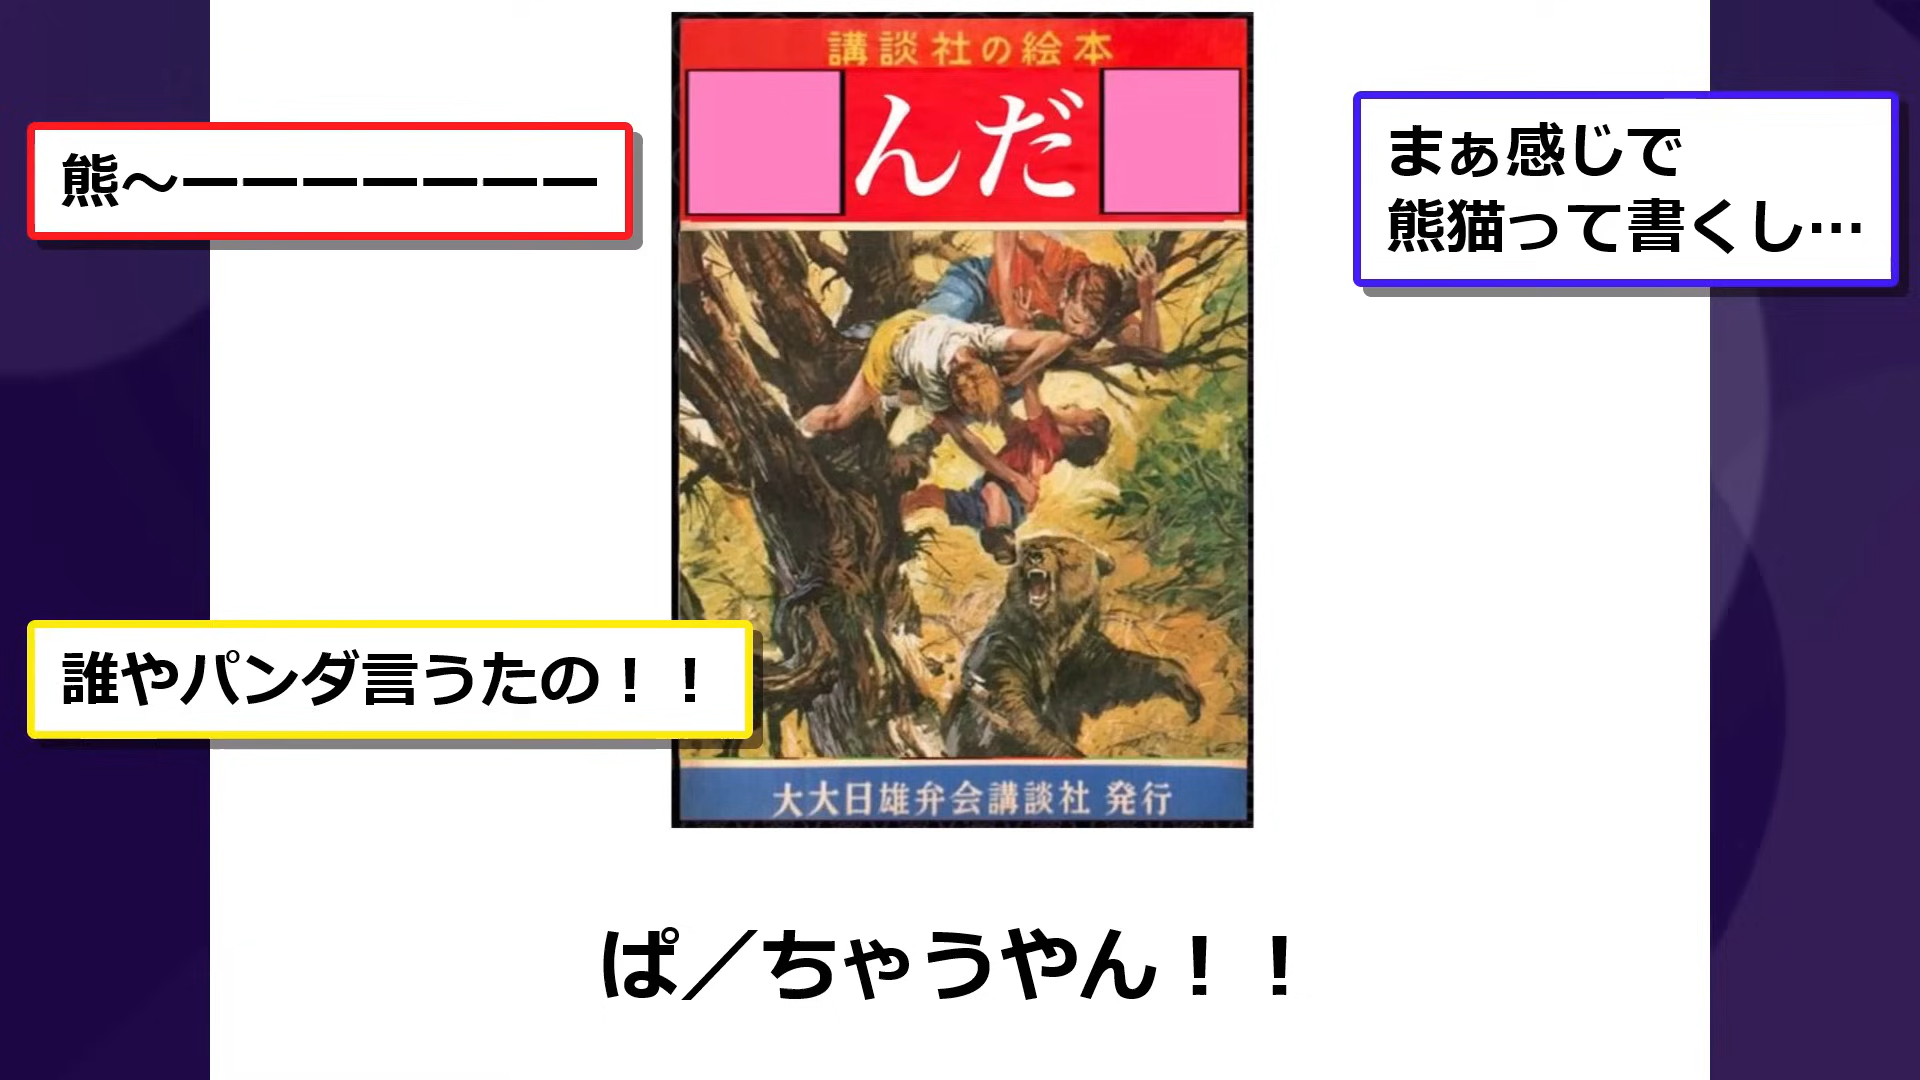 講談社の絵本
んだ
熊～ーーーーーーー
まぁ感じで
熊猫って書くし…
誰やパンダ言うたの！！
大大日雄弁会講談社 発行
ぱ／ちゃうやん！！